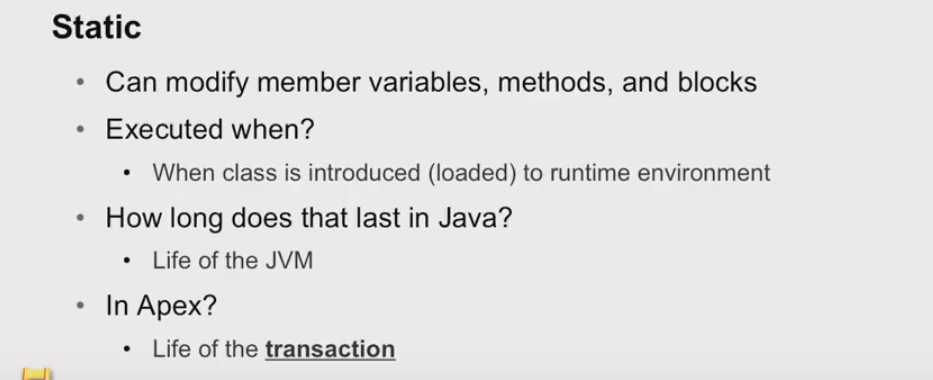 Static
• Can modify member variables, methods, and blocks
• Executed when?
• When class is introduced (loaded) to runtime environment
• How long does that last in Java?
• Life of the JVM
• In Apex?
• Life of the transaction